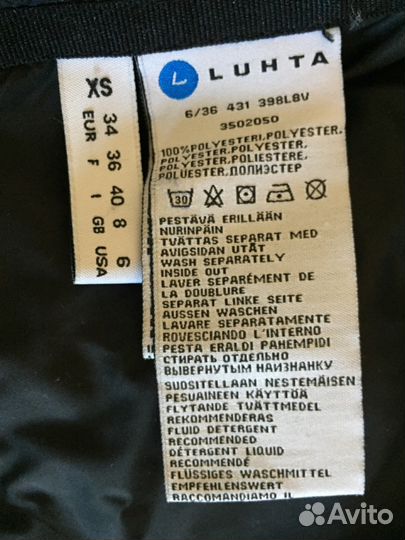 XS
34 EUR
36 F
40 I
8 GB
6 USA
L LUHTA
6/36 431 398L8V
3502050
100%POLYESTERI,POLYESTER,
POLYESTER,POLYESTER,
POLYESTER,POLIESTERE,
POLUESTER,ПОЛИЭСТЕР
30
PESTÄVÄ ERILLÄÄN
NURINPÄIN
TVÄTTAS SEPARAT MED
AVIGSIDAN UTÅT
WASH SEPARATELY
INSIDE OUT
LAVER SEPARÉMENT DE
LA DOUBLURE
SEPARAT LINKE SEITE
AUSSEN WASCHEN
LAVARE SEPARATAMENTE
ROVESCIANDO L'INTERNO
PESTA ERALDI PAHEMPIDI
СТИРАТЬ ОТДЕЛЬНО
ВЫВЕРНУТЫМ НАИЗНАНКУ
SUOSITELLAAN NESTEMÄISEN
PESUAINEEN KÄYTTÖÄ
FLYTANDE TVÄTTMEDEL
REKOMMENDERAS
FLUID DETERGENT
RECOMMENDED
DÉTERGENT LIQUID
RECOMMENDÉ
FLÜSSIGES WASCHMITTEL
EMPFEHLENSWERT
RACCOMANDIAMO IL
Avito